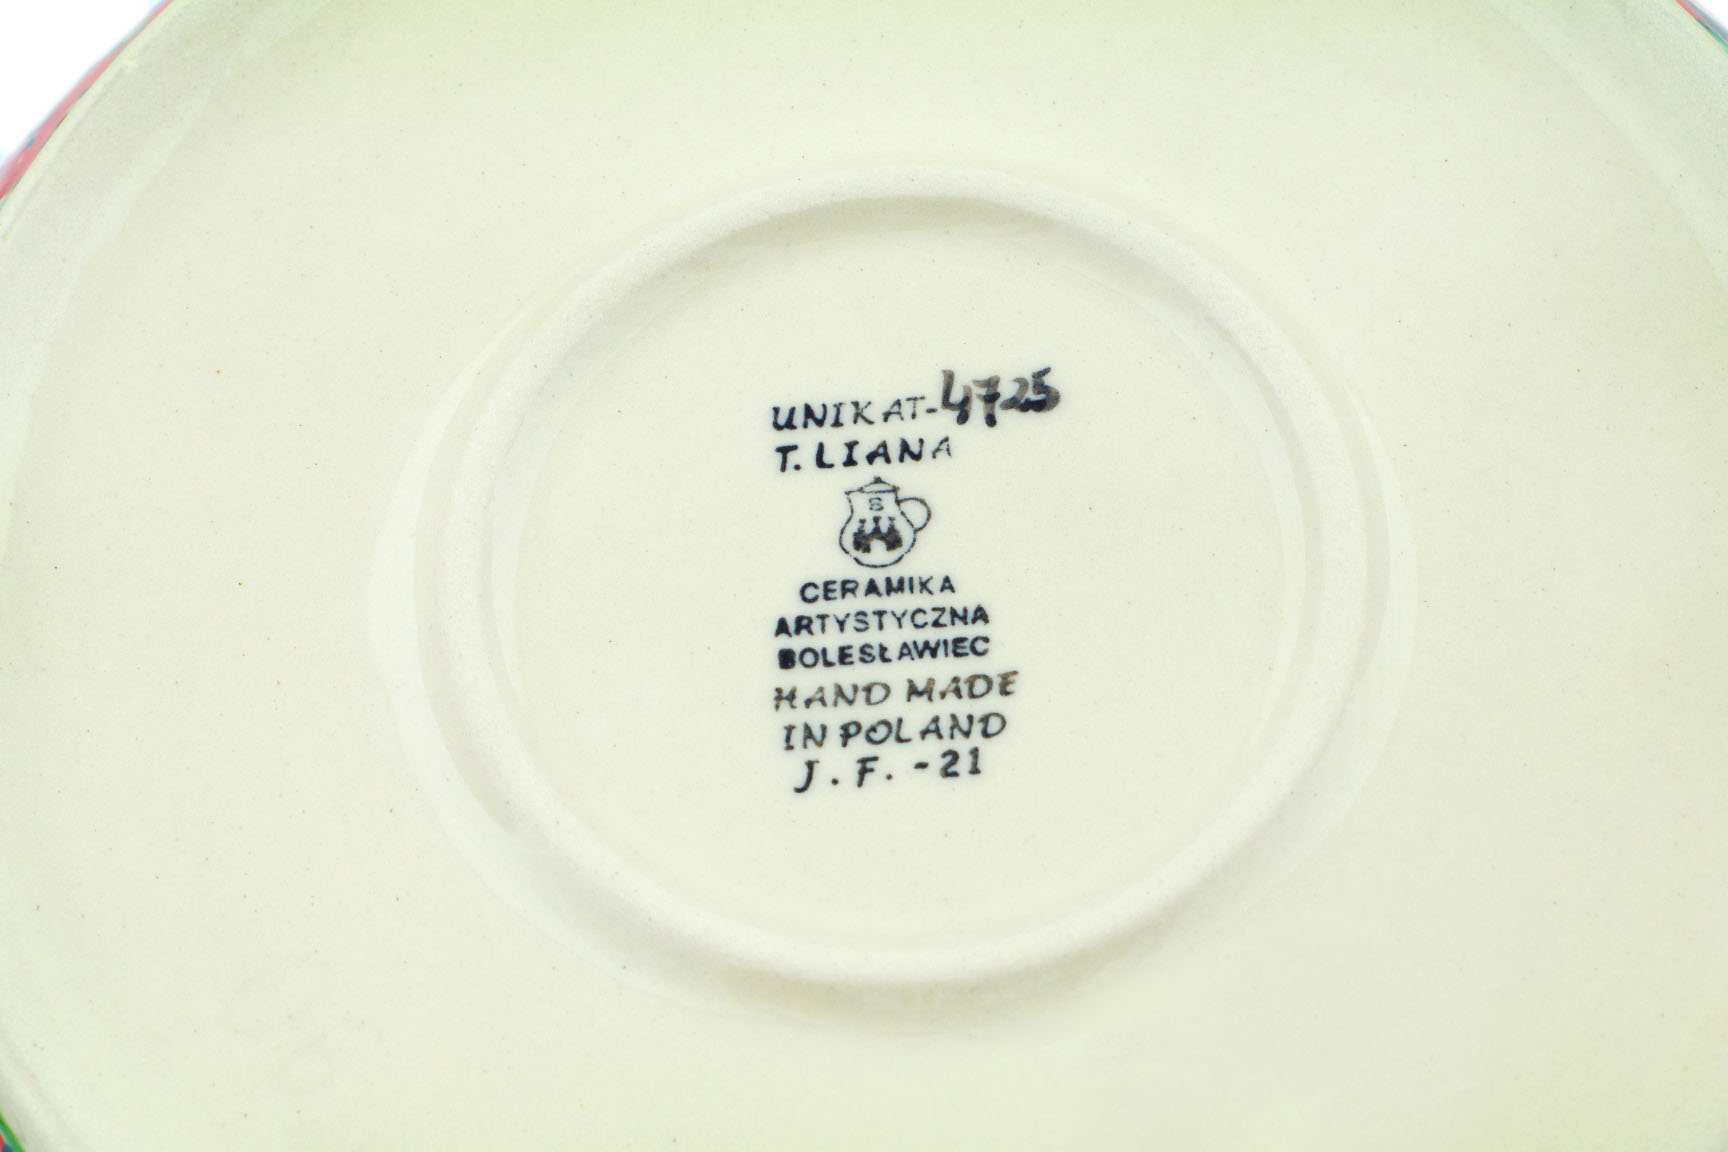 UNIKAT-4725
T. LIANA
B
CERAMIKA
ARTYSTYCZNA
BOLESŁAWIEC
HAND MADE
IN POLAND
J. F. -21